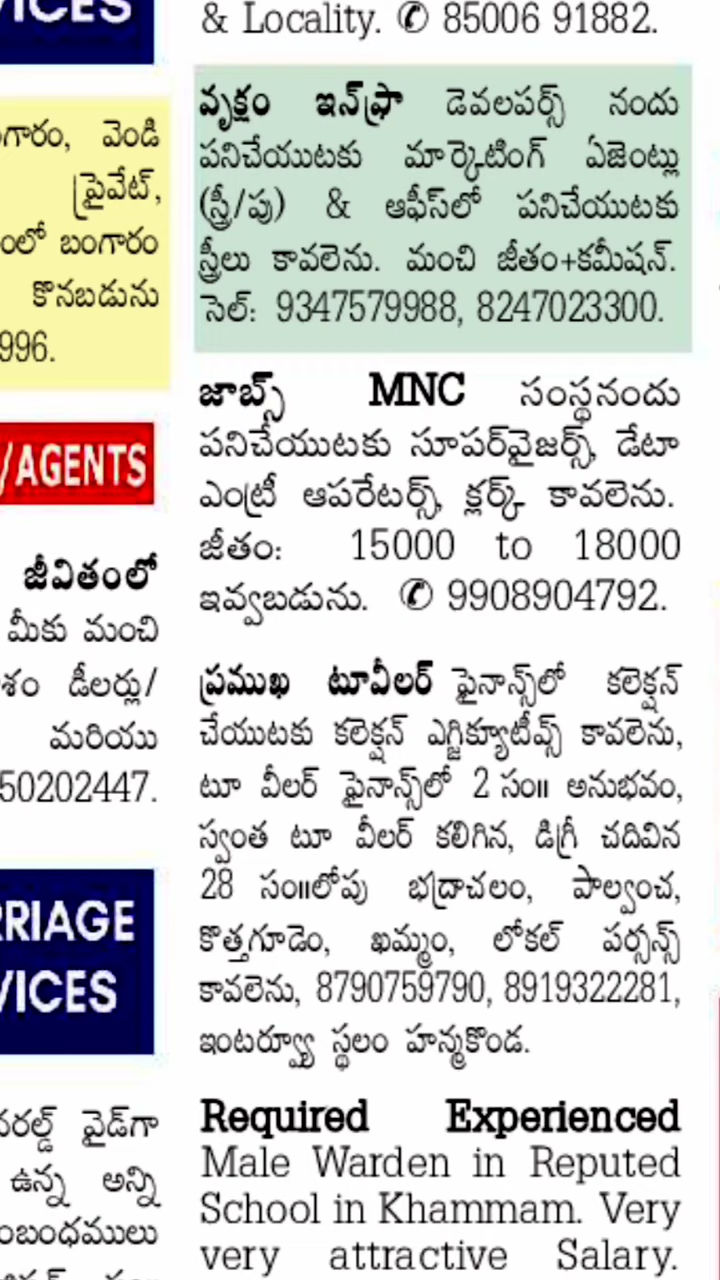 VICES
గారం, వెండి
ప్రైవేట్,
ంలో బంగారం
కొనబడును
996.
/AGENTS
జీవితంలో
మీకు మంచి
శం డీలర్లు/
మరియు
50202447.
RRIAGE
VICES
వరల్డ్ వైడ్‌గా
ఉన్న అన్ని
ంబంధములు
& Locality. ✆ 85006 91882.
వృక్షం ఇన్‌ఫ్రా డెవలపర్స్ నందు
పనిచేయుటకు మార్కెటింగ్ ఏజెంట్లు
(స్త్రీ/పు) & ఆఫీస్‌లో పనిచేయుటకు
స్త్రీలు కావలెను. మంచి జీతం+కమీషన్.
సెల్: 9347579988, 8247023300.
జాబ్స్ MNC సంస్థనందు
పనిచేయుటకు సూపర్‌వైజర్స్, డేటా
ఎంట్రీ ఆపరేటర్స్, క్లర్క్ కావలెను.
జీతం: 15000 to 18000
ఇవ్వబడును. ✆ 9908904792.
ప్రముఖ టూవీలర్ ఫైనాన్స్‌లో కలెక్షన్
చేయుటకు కలెక్షన్ ఎగ్జిక్యూటీవ్స్ కావలెను,
టూ వీలర్ ఫైనాన్స్‌లో 2 సం॥ అనుభవం,
స్వంత టూ వీలర్ కలిగిన, డిగ్రీ చదివిన
28 సం॥లోపు భద్రాచలం, పాల్వంచ,
కొత్తగూడెం, ఖమ్మం, లోకల్ పర్సన్స్
కావలెను, 8790759790, 8919322281,
ఇంటర్వ్యూ స్థలం హన్మకొండ.
Required Experienced
Male Warden in Reputed
School in Khammam. Very
very attractive Salary.